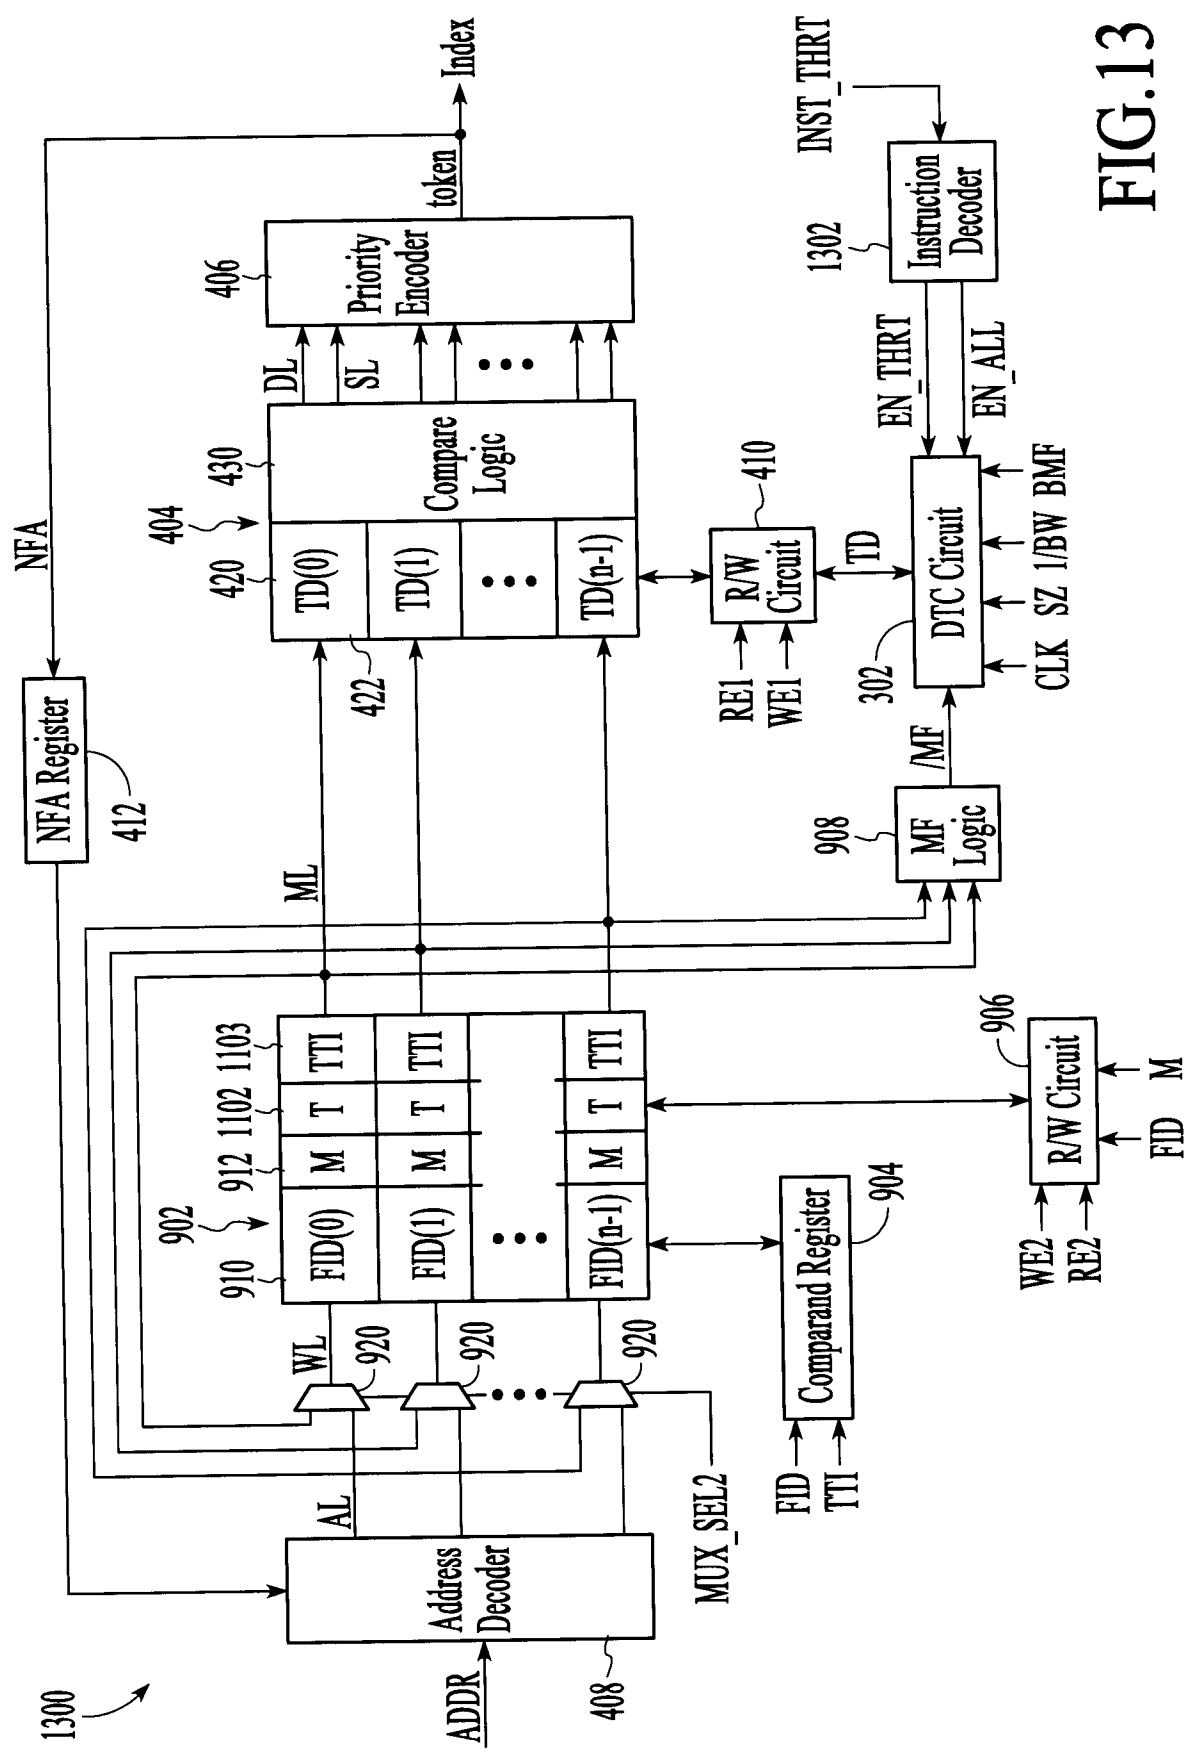 1300
NFA
NFA Register
412
token
Index
406
Priority
Encoder
DL
SL
404
430
Compare
Logic
420
TD(0)
TD(1)
TD(n-1)
422
ML
902
910
912
1102
1103
FID(0)
M
T
TTI
FID(1)
M
T
TTI
FID(n-1)
M
T
TTI
WL
920
920
920
AL
Address
Decoder
408
ADDR
MUX_SEL2
FID
TTI
Comparand Register
904
WE2
RE2
R/W Circuit
906
FID
M
908
MF
Logic
/MF
RE1
WE1
R/W
Circuit
410
TD
302
DTC Circuit
CLK
SZ
1/BW
BMF
EN_THRT
EN_ALL
1302
Instruction
Decoder
INST_THRT
FIG.13